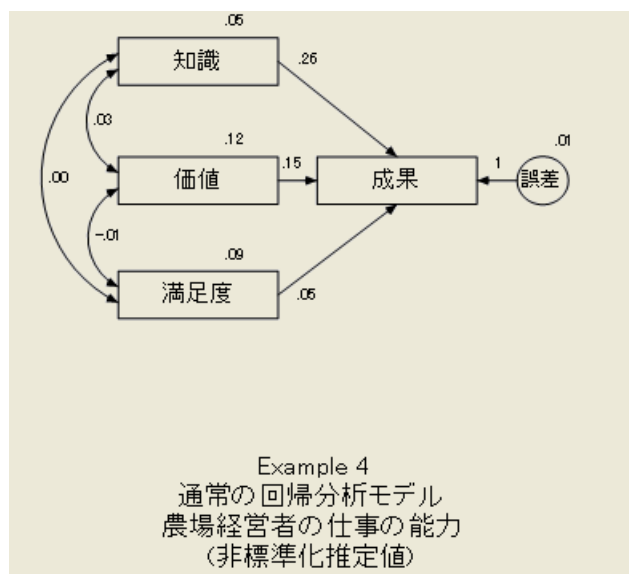 .05
知識
.26
.03
.12
.01
.00
価値
.15
成果
1
誤差
-.01
.09
満足度
.05
Example 4
通常の回帰分析モデル
農場経営者の仕事の能力
(非標準化推定値)